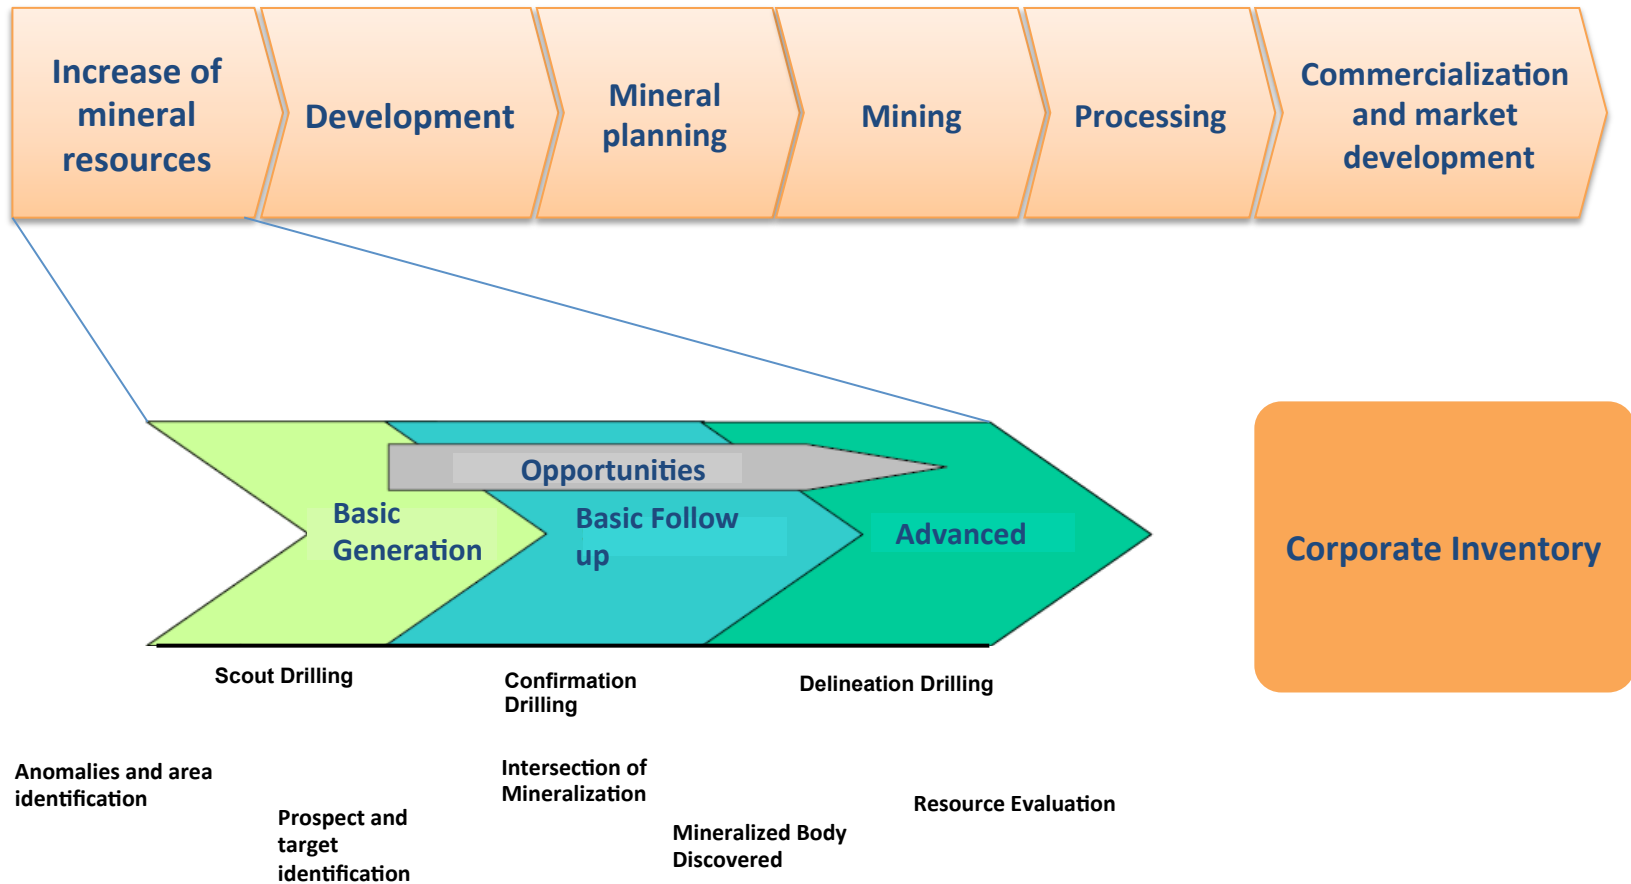 Increase of
mineral
resources
Development
Mineral
planning
Mining
Processing
Commercialization
and market
development
Opportunities
Basic
Generation
Basic Follow
up
Advanced
Corporate Inventory
Scout Drilling
Confirmation
Drilling
Delineation Drilling
Anomalies and area
identification
Prospect and
target
identification
Intersection of
Mineralization
Mineralized Body
Discovered
Resource Evaluation